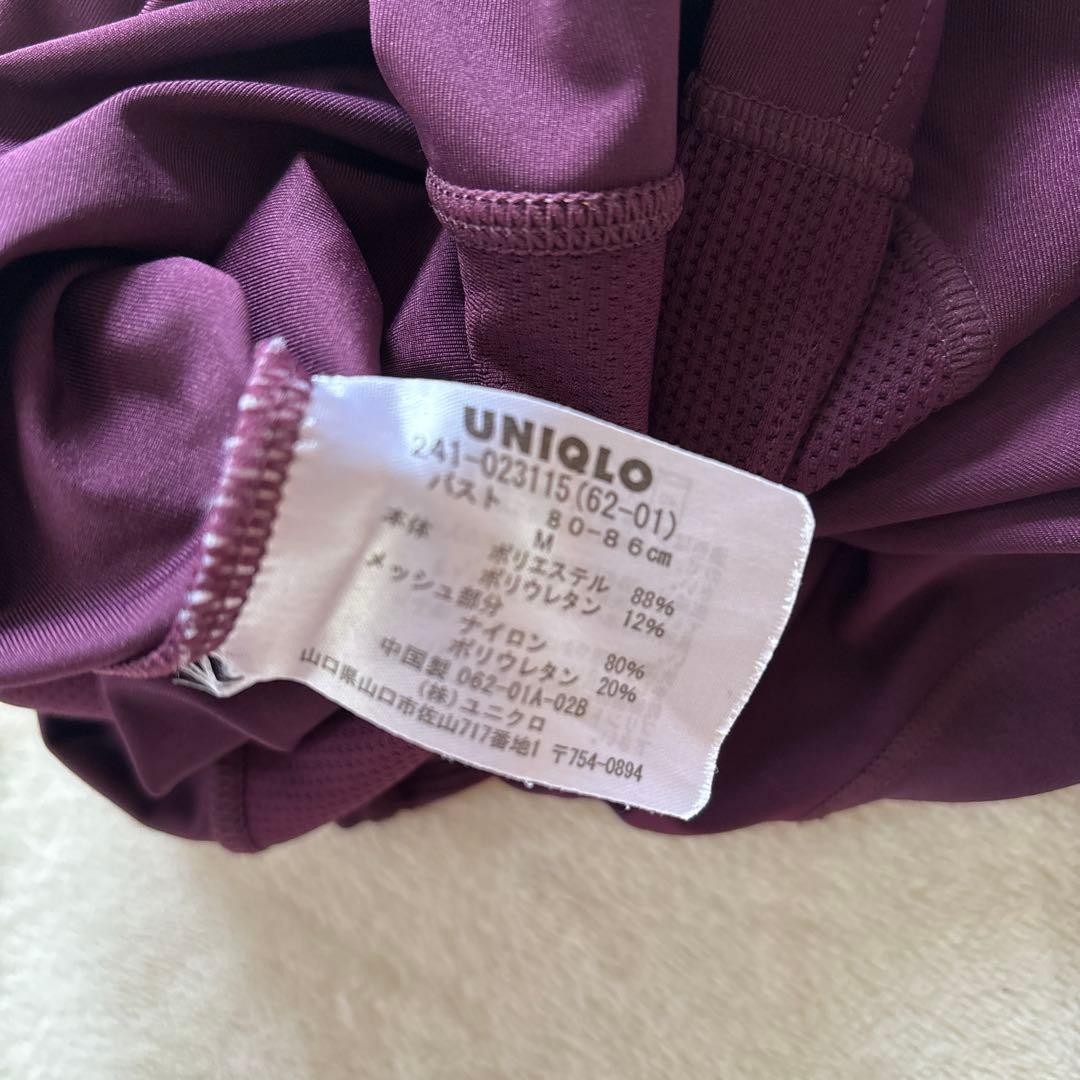 UNIQLO
241-023115(62-01)
バスト 80-86cm
M
本体
ポリエステル 88%
ポリウレタン 12%
メッシュ部分
ナイロン 80%
ポリウレタン 20%
中国製 062-01A-02B
(株)ユニクロ
山口県山口市佐山717番地1 〒754-0894